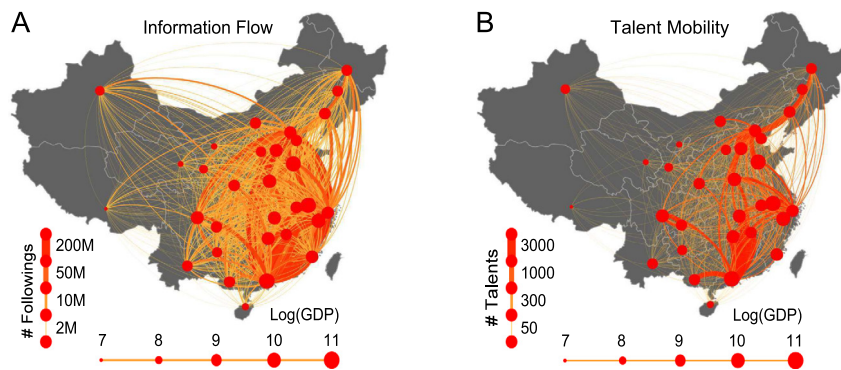 A
Information Flow
# Followings
200M
50M
10M
2M
Log(GDP)
7 8 9 10 11
B
Talent Mobility
# Talents
3000
1000
300
50
Log(GDP)
7 8 9 10 11